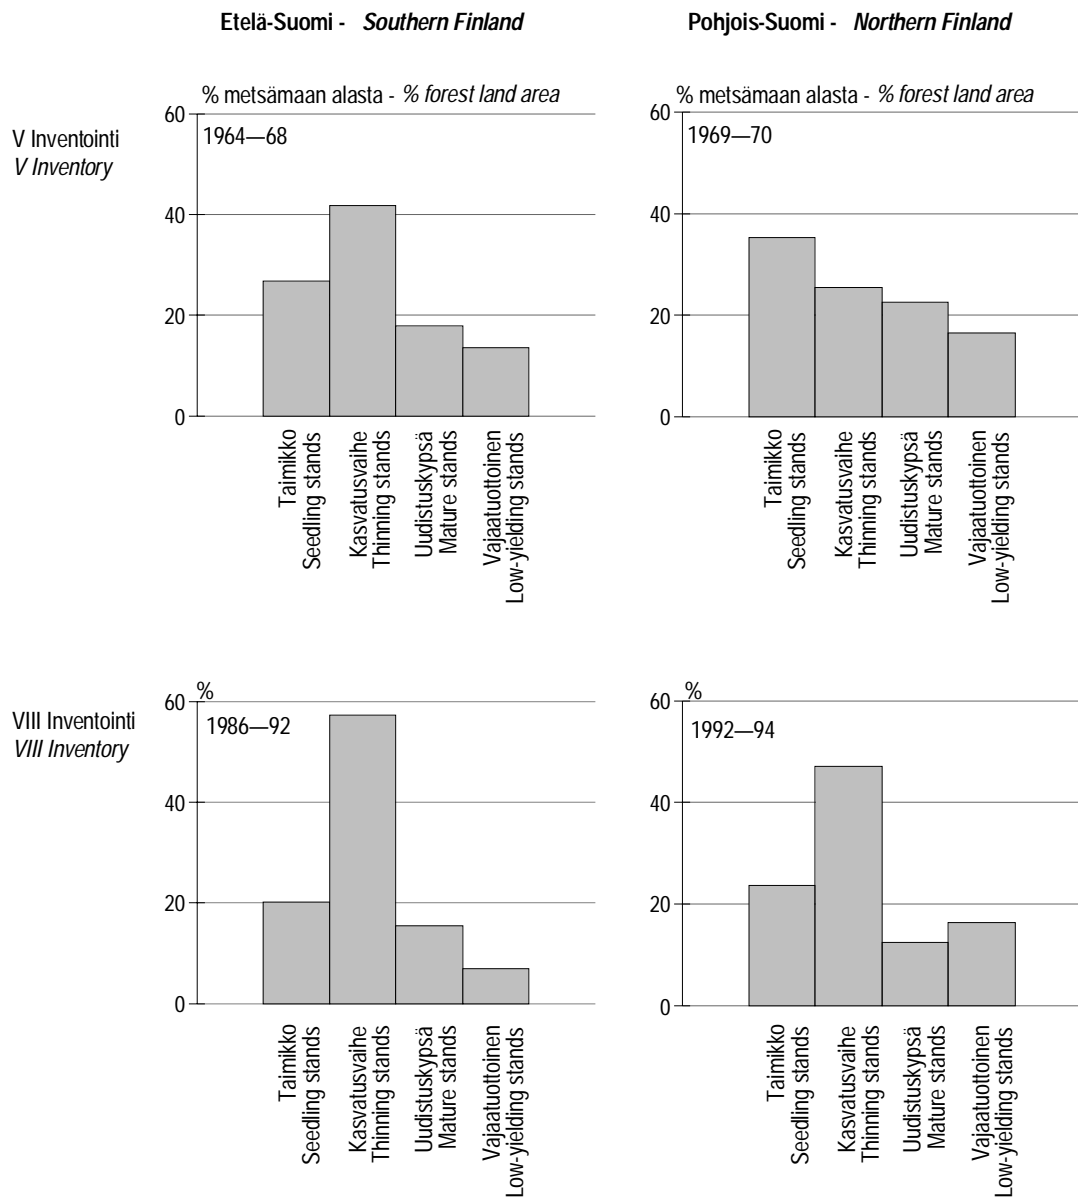 Etelä-Suomi - Southern Finland
Pohjois-Suomi - Northern Finland
V Inventointi
V Inventory
% metsämaan alasta - % forest land area
60
1964—68
40
20
0
Taimikko
Seedling stands
Kasvatusvaihe
Thinning stands
Uudistuskypsä
Mature stands
Vajaatuottoinen
Low-yielding stands
% metsämaan alasta - % forest land area
60
1969—70
40
20
0
Taimikko
Seedling stands
Kasvatusvaihe
Thinning stands
Uudistuskypsä
Mature stands
Vajaatuottoinen
Low-yielding stands
VIII Inventointi
VIII Inventory
%
60
1986—92
40
20
0
Taimikko
Seedling stands
Kasvatusvaihe
Thinning stands
Uudistuskypsä
Mature stands
Vajaatuottoinen
Low-yielding stands
%
60
1992—94
40
20
0
Taimikko
Seedling stands
Kasvatusvaihe
Thinning stands
Uudistuskypsä
Mature stands
Vajaatuottoinen
Low-yielding stands